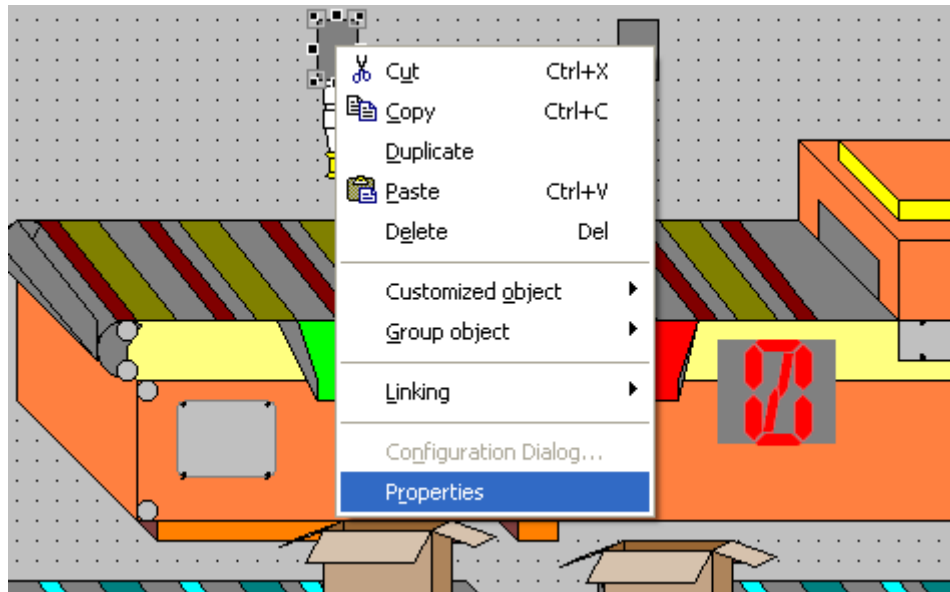 Cut Ctrl+X
Copy Ctrl+C
Duplicate
Paste Ctrl+V
Delete Del
Customized object
Group object
Linking
Configuration Dialog...
Properties